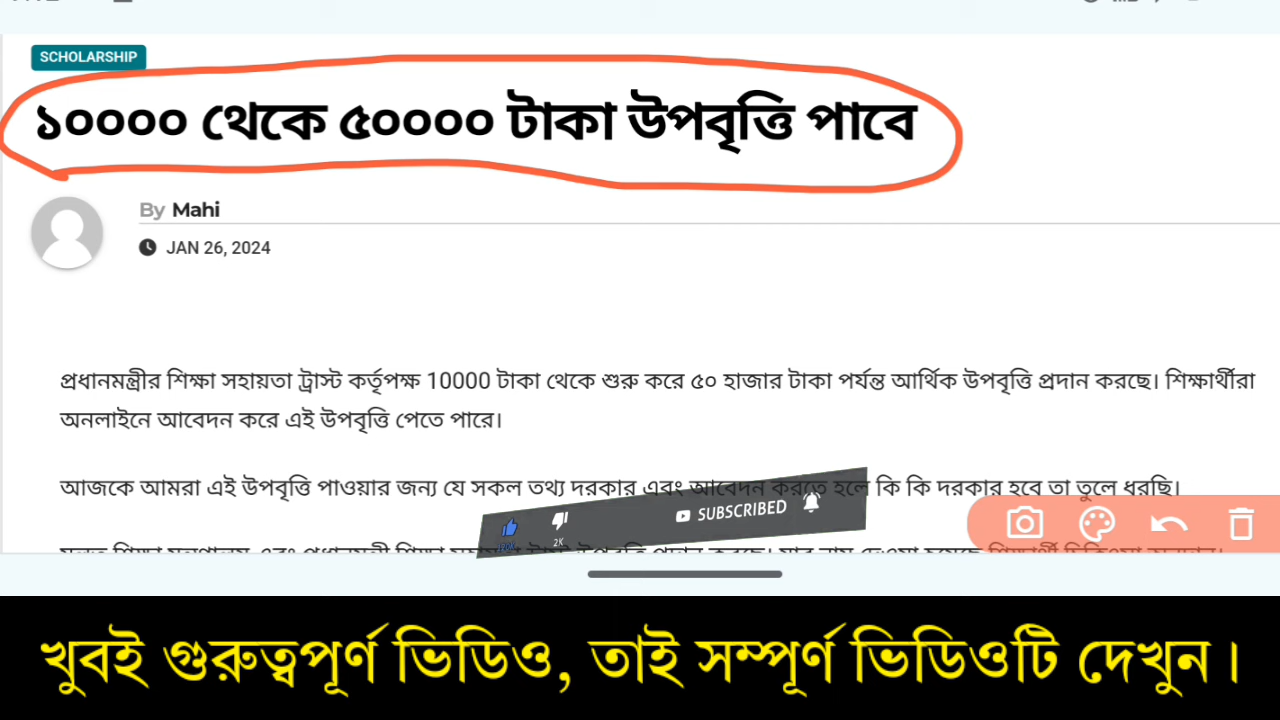 SCHOLARSHIP
১০০০০ থেকে ৫০০০০ টাকা উপবৃত্তি পাবে
By Mahi
JAN 26, 2024
প্রধানমন্ত্রীর শিক্ষা সহায়তা ট্রাস্ট কর্তৃপক্ষ 10000 টাকা থেকে শুরু করে ৫০ হাজার টাকা পর্যন্ত আর্থিক উপবৃত্তি প্রদান করছে। শিক্ষার্থীরা
অনলাইনে আবেদন করে এই উপবৃত্তি পেতে পারে।
আজকে আমরা এই উপবৃত্তি পাওয়ার জন্য যে সকল তথ্য দরকার এবং আবেদন করতে হলে কি কি দরকার হবে তা তুলে ধরছি।
2K
SUBSCRIBED
খুবই গুরুত্বপূর্ণ ভিডিও, তাই সম্পূর্ণ ভিডিওটি দেখুন।